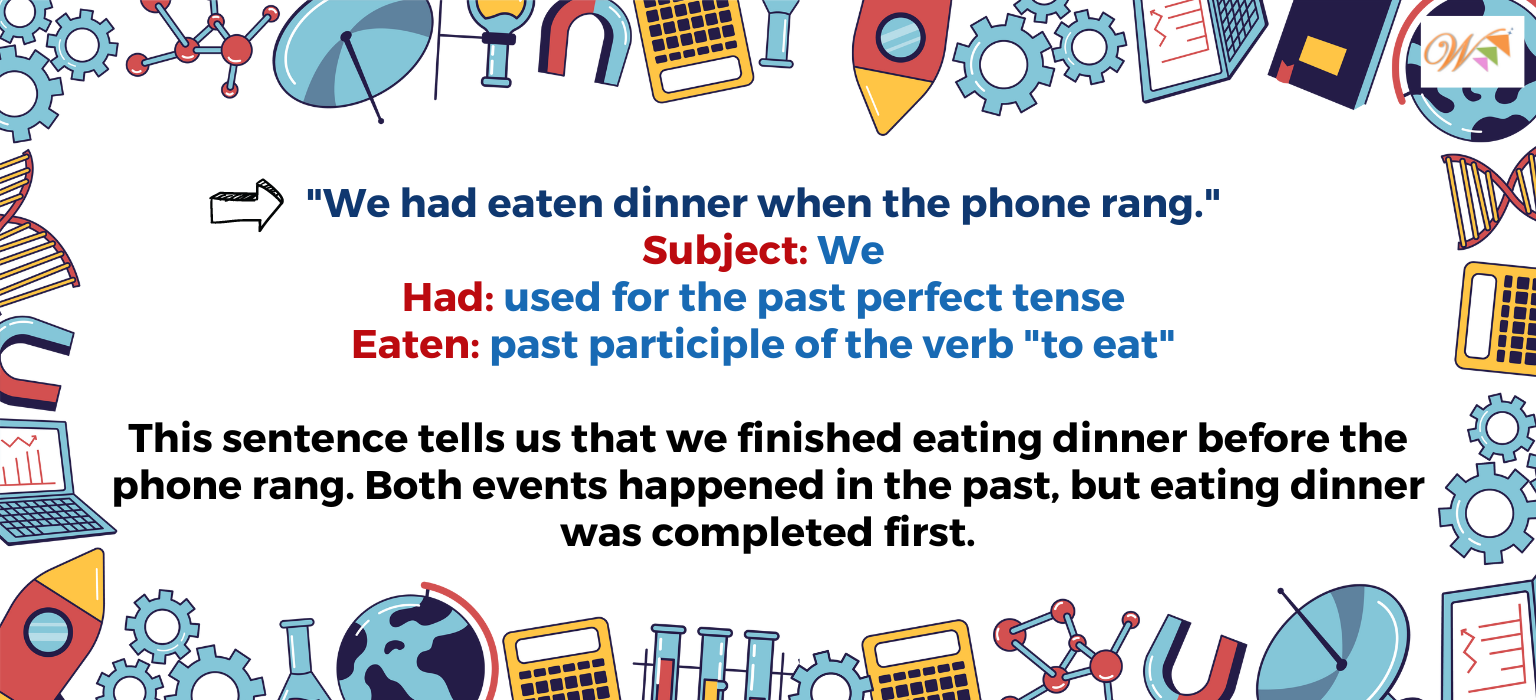 W
"We had eaten dinner when the phone rang."
Subject: We
Had: used for the past perfect tense
Eaten: past participle of the verb "to eat"
This sentence tells us that we finished eating dinner before the
phone rang. Both events happened in the past, but eating dinner
was completed first.